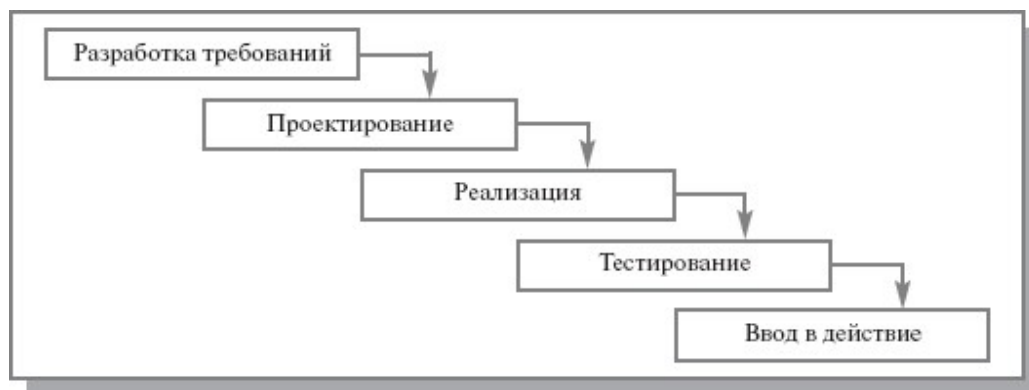 Разработка требований
Проектирование
Реализация
Тестирование
Ввод в действие